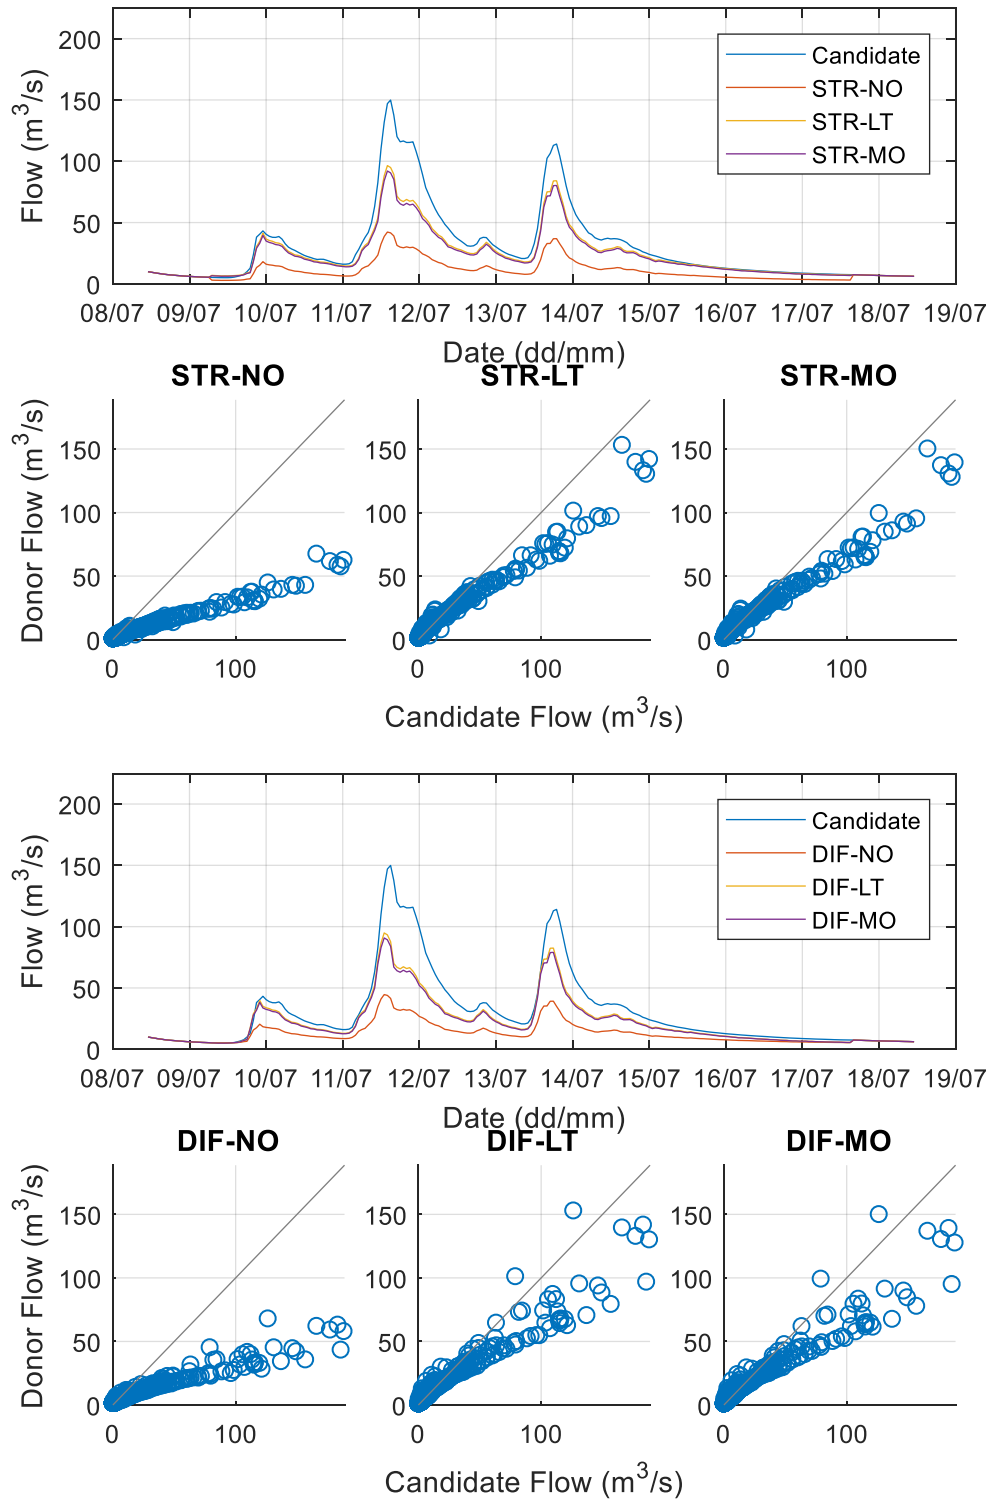 Flow (m3/s)
200
150
100
50
0
Candidate
STR-NO
STR-LT
STR-MO
08/07 09/07 10/07 11/07 12/07 13/07 14/07 15/07 16/07 17/07 18/07 19/07
Date (dd/mm)
STR-NO STR-LT STR-MO
Donor Flow (m3/s)
150 150 150
100 100 100
50 50 50
0 0 0
0 100 0 100 0 100
Candidate Flow (m3/s)
Flow (m3/s)
200
150
100
50
0
Candidate
DIF-NO
DIF-LT
DIF-MO
08/07 09/07 10/07 11/07 12/07 13/07 14/07 15/07 16/07 17/07 18/07 19/07
Date (dd/mm)
DIF-NO DIF-LT DIF-MO
Donor Flow (m3/s)
150 150 150
100 100 100
50 50 50
0 0 0
0 100 0 100 0 100
Candidate Flow (m3/s)